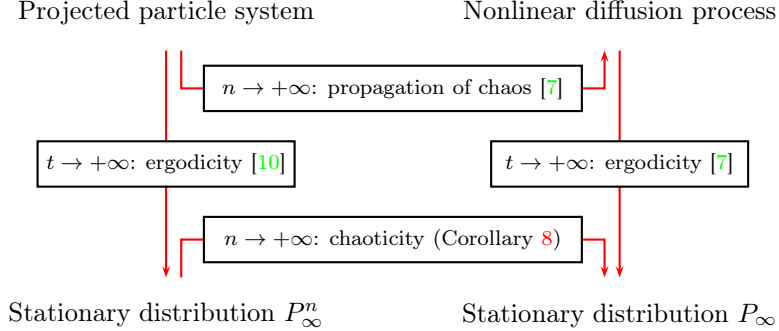 Projected particle system
Nonlinear diffusion process
n → +∞: propagation of chaos [7]
t → +∞: ergodicity [10]
t → +∞: ergodicity [7]
n → +∞: chaoticity (Corollary 8)
Stationary distribution Pⁿ_∞
Stationary distribution P_∞